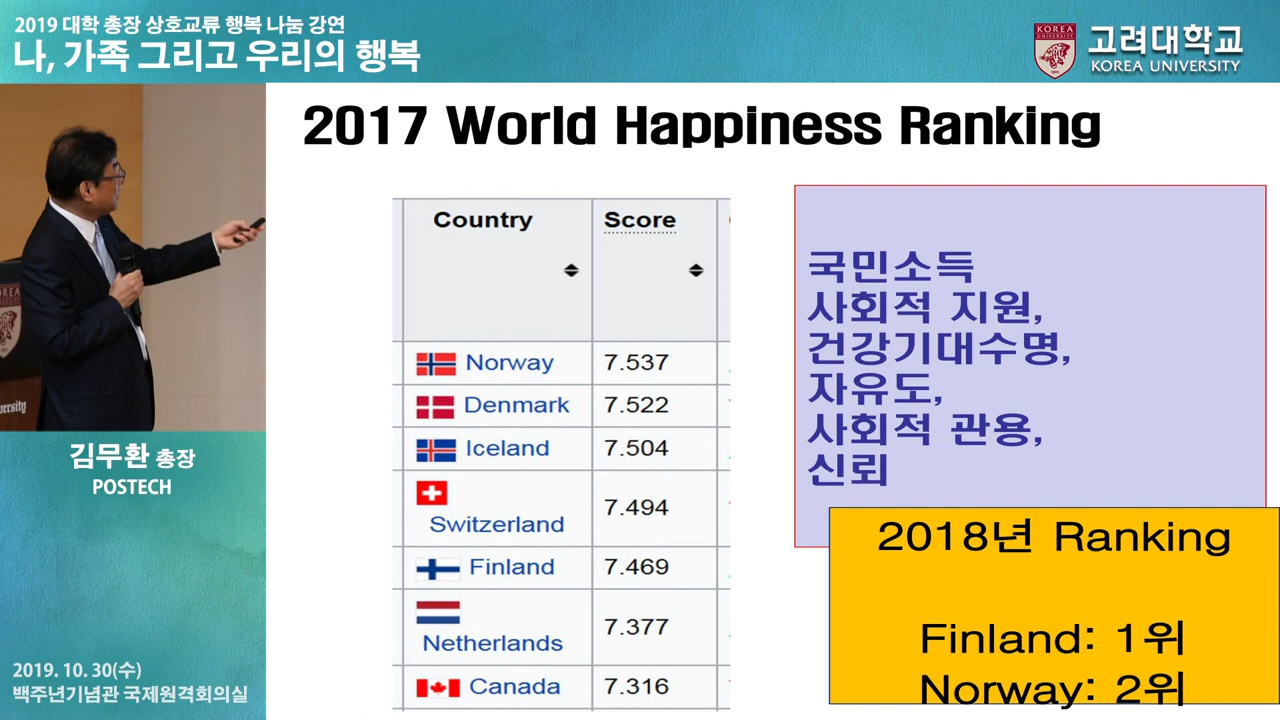 2019 대학 총장 상호교류 행복 나눔 강연
나, 가족 그리고 우리의 행복
KOREA
고려대학교
KOREA UNIVERSITY
2017 World Happiness Ranking
Country
Score
Norway 7.537
Denmark 7.522
Iceland 7.504
Switzerland 7.494
Finland 7.469
Netherlands 7.377
Canada 7.316
국민소득
사회적 지원,
건강기대수명,
자유도,
사회적 관용,
신뢰
2018년 Ranking
Finland: 1위
Norway: 2위
김무환 총장
POSTECH
2019. 10. 30(수)
백주년기념관 국제원격회의실